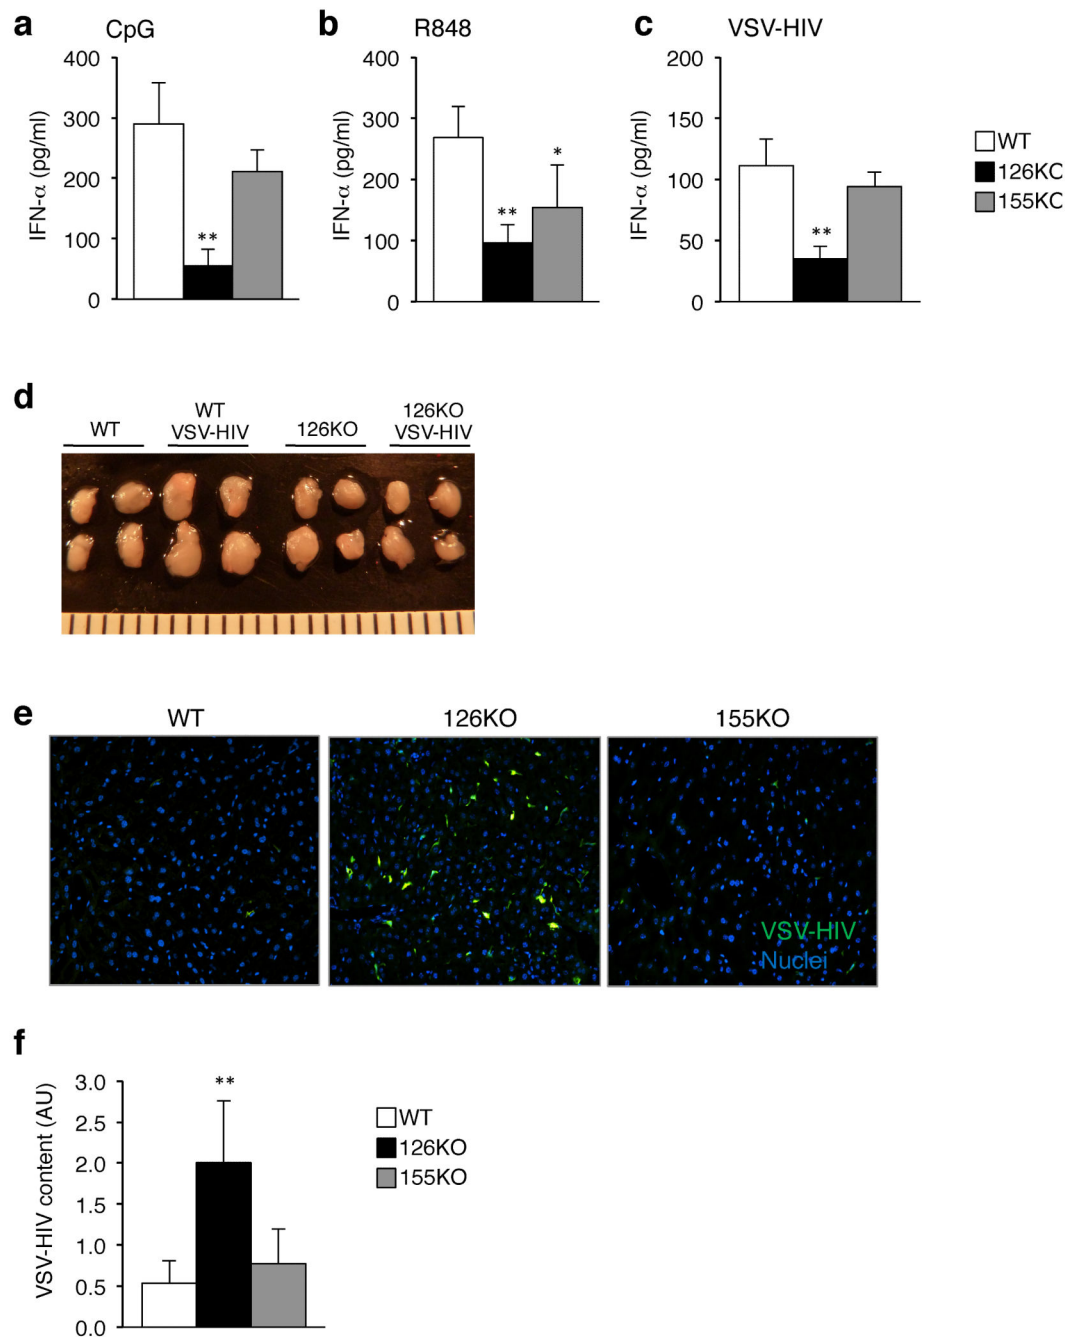 a
CpG
400
300
200
100
0
IFN-α (pg/ml)
**
b
R848
400
300
200
100
0
IFN-α (pg/ml)
**
*
c
VSV-HIV
200
150
100
50
0
IFN-α (pg/ml)
**
WT
126KC
155KC
d
WT
WT
VSV-HIV
126KO
126KO
VSV-HIV
e
WT
126KO
155KO
VSV-HIV
Nuclei
f
3.0
2.5
2.0
1.5
1.0
0.5
0.0
VSV-HIV content (AU)
**
WT
126KO
155KO